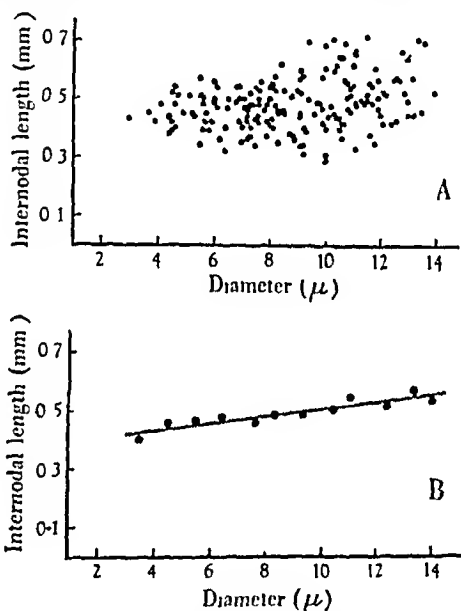 Internodal length (mm)
0 7
0 5
0 3
0 1
2 4 6 8 10 12 14
Diameter (μ)
A
Internodal length (mm)
0 7
0 5
0 3
0·1
2 4 6 8 10 12 14
Diameter (μ)
B